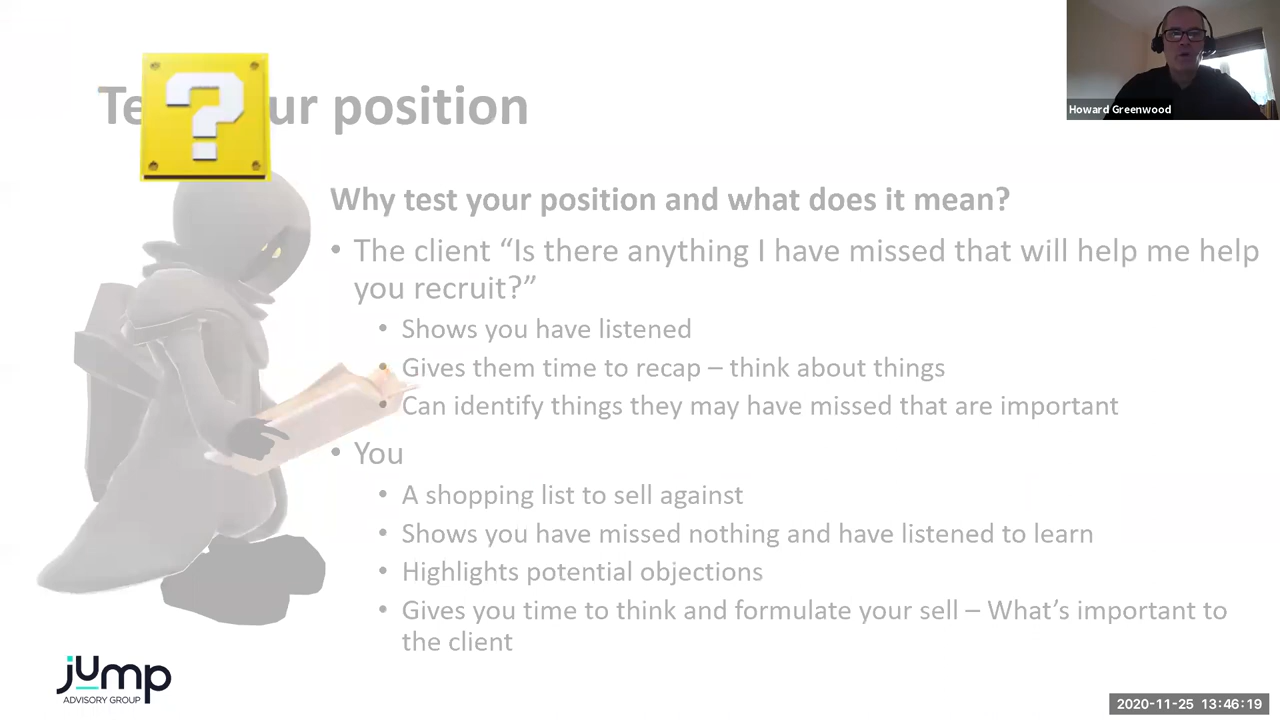 Howard Greenwood
?
Te ur position
Why test your position and what does it mean?
• The client “Is there anything I have missed that will help me help
you recruit?”
• Shows you have listened
• Gives them time to recap – think about things
• Can identify things they may have missed that are important
• You
• A shopping list to sell against
• Shows you have missed nothing and have listened to learn
• Highlights potential objections
• Gives you time to think and formulate your sell – What’s important to
the client
jump
ADVISORY GROUP
2020-11-25 13:46:19